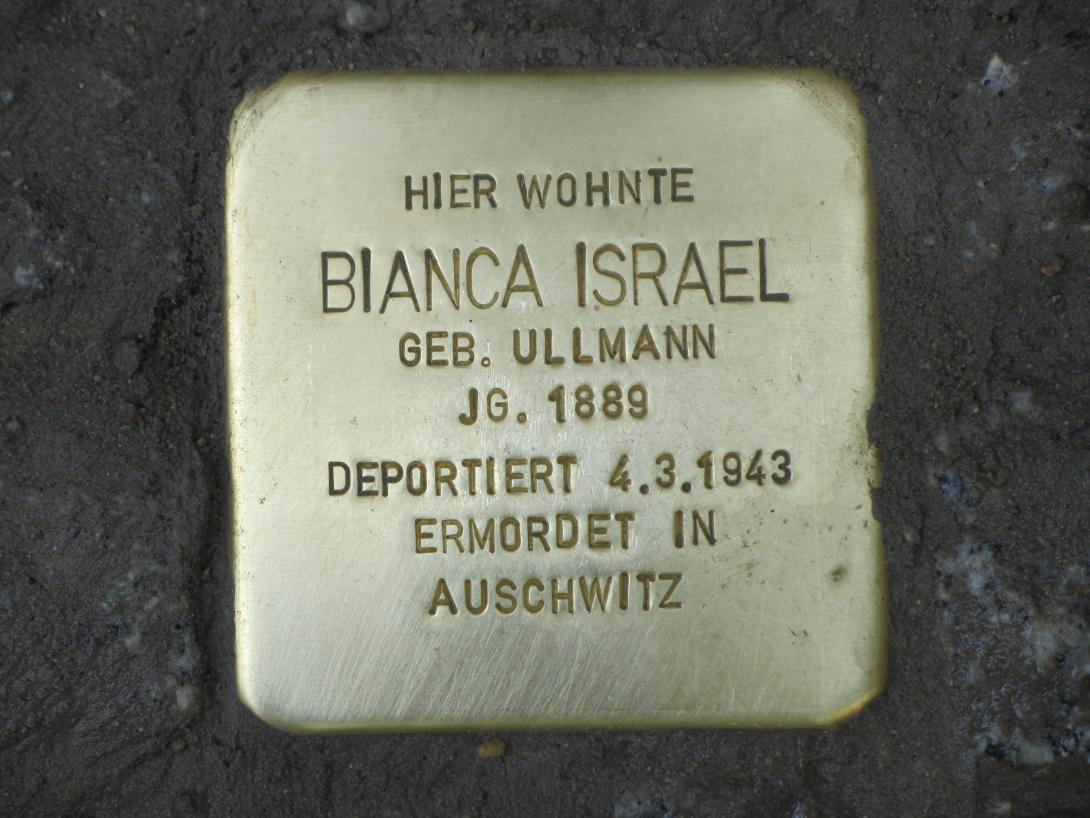 HIER WOHNTE
BIANCA ISRAEL
GEB. ULLMANN
JG. 1889
DEPORTIERT 4.3.1943
ERMORDET IN
AUSCHWITZ